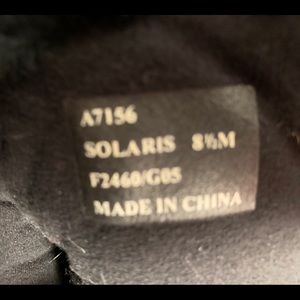 A7156
SOLARIS 8½M
F2460/G05
MADE IN CHINA